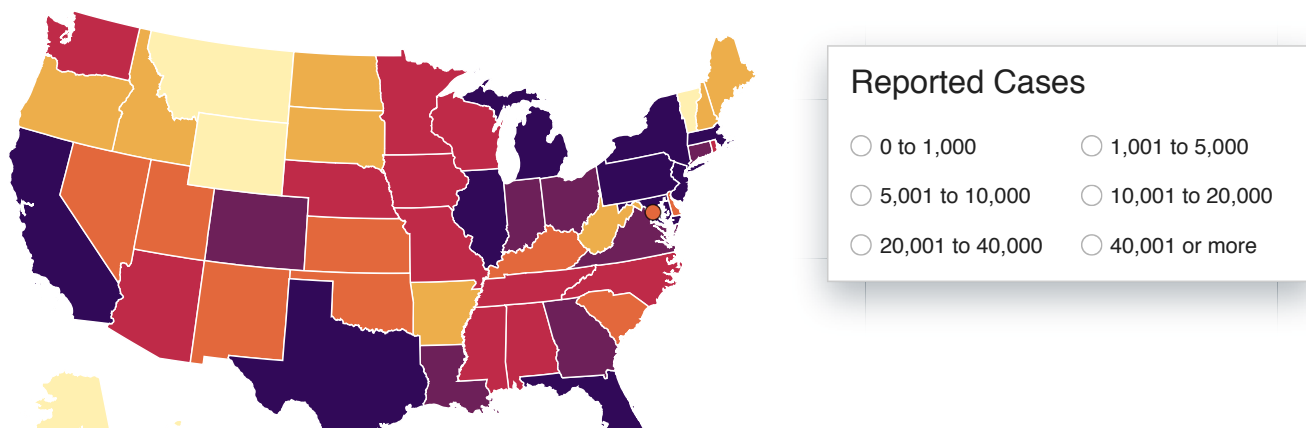 Reported Cases
0 to 1,000
1,001 to 5,000
5,001 to 10,000
10,001 to 20,000
20,001 to 40,000
40,001 or more